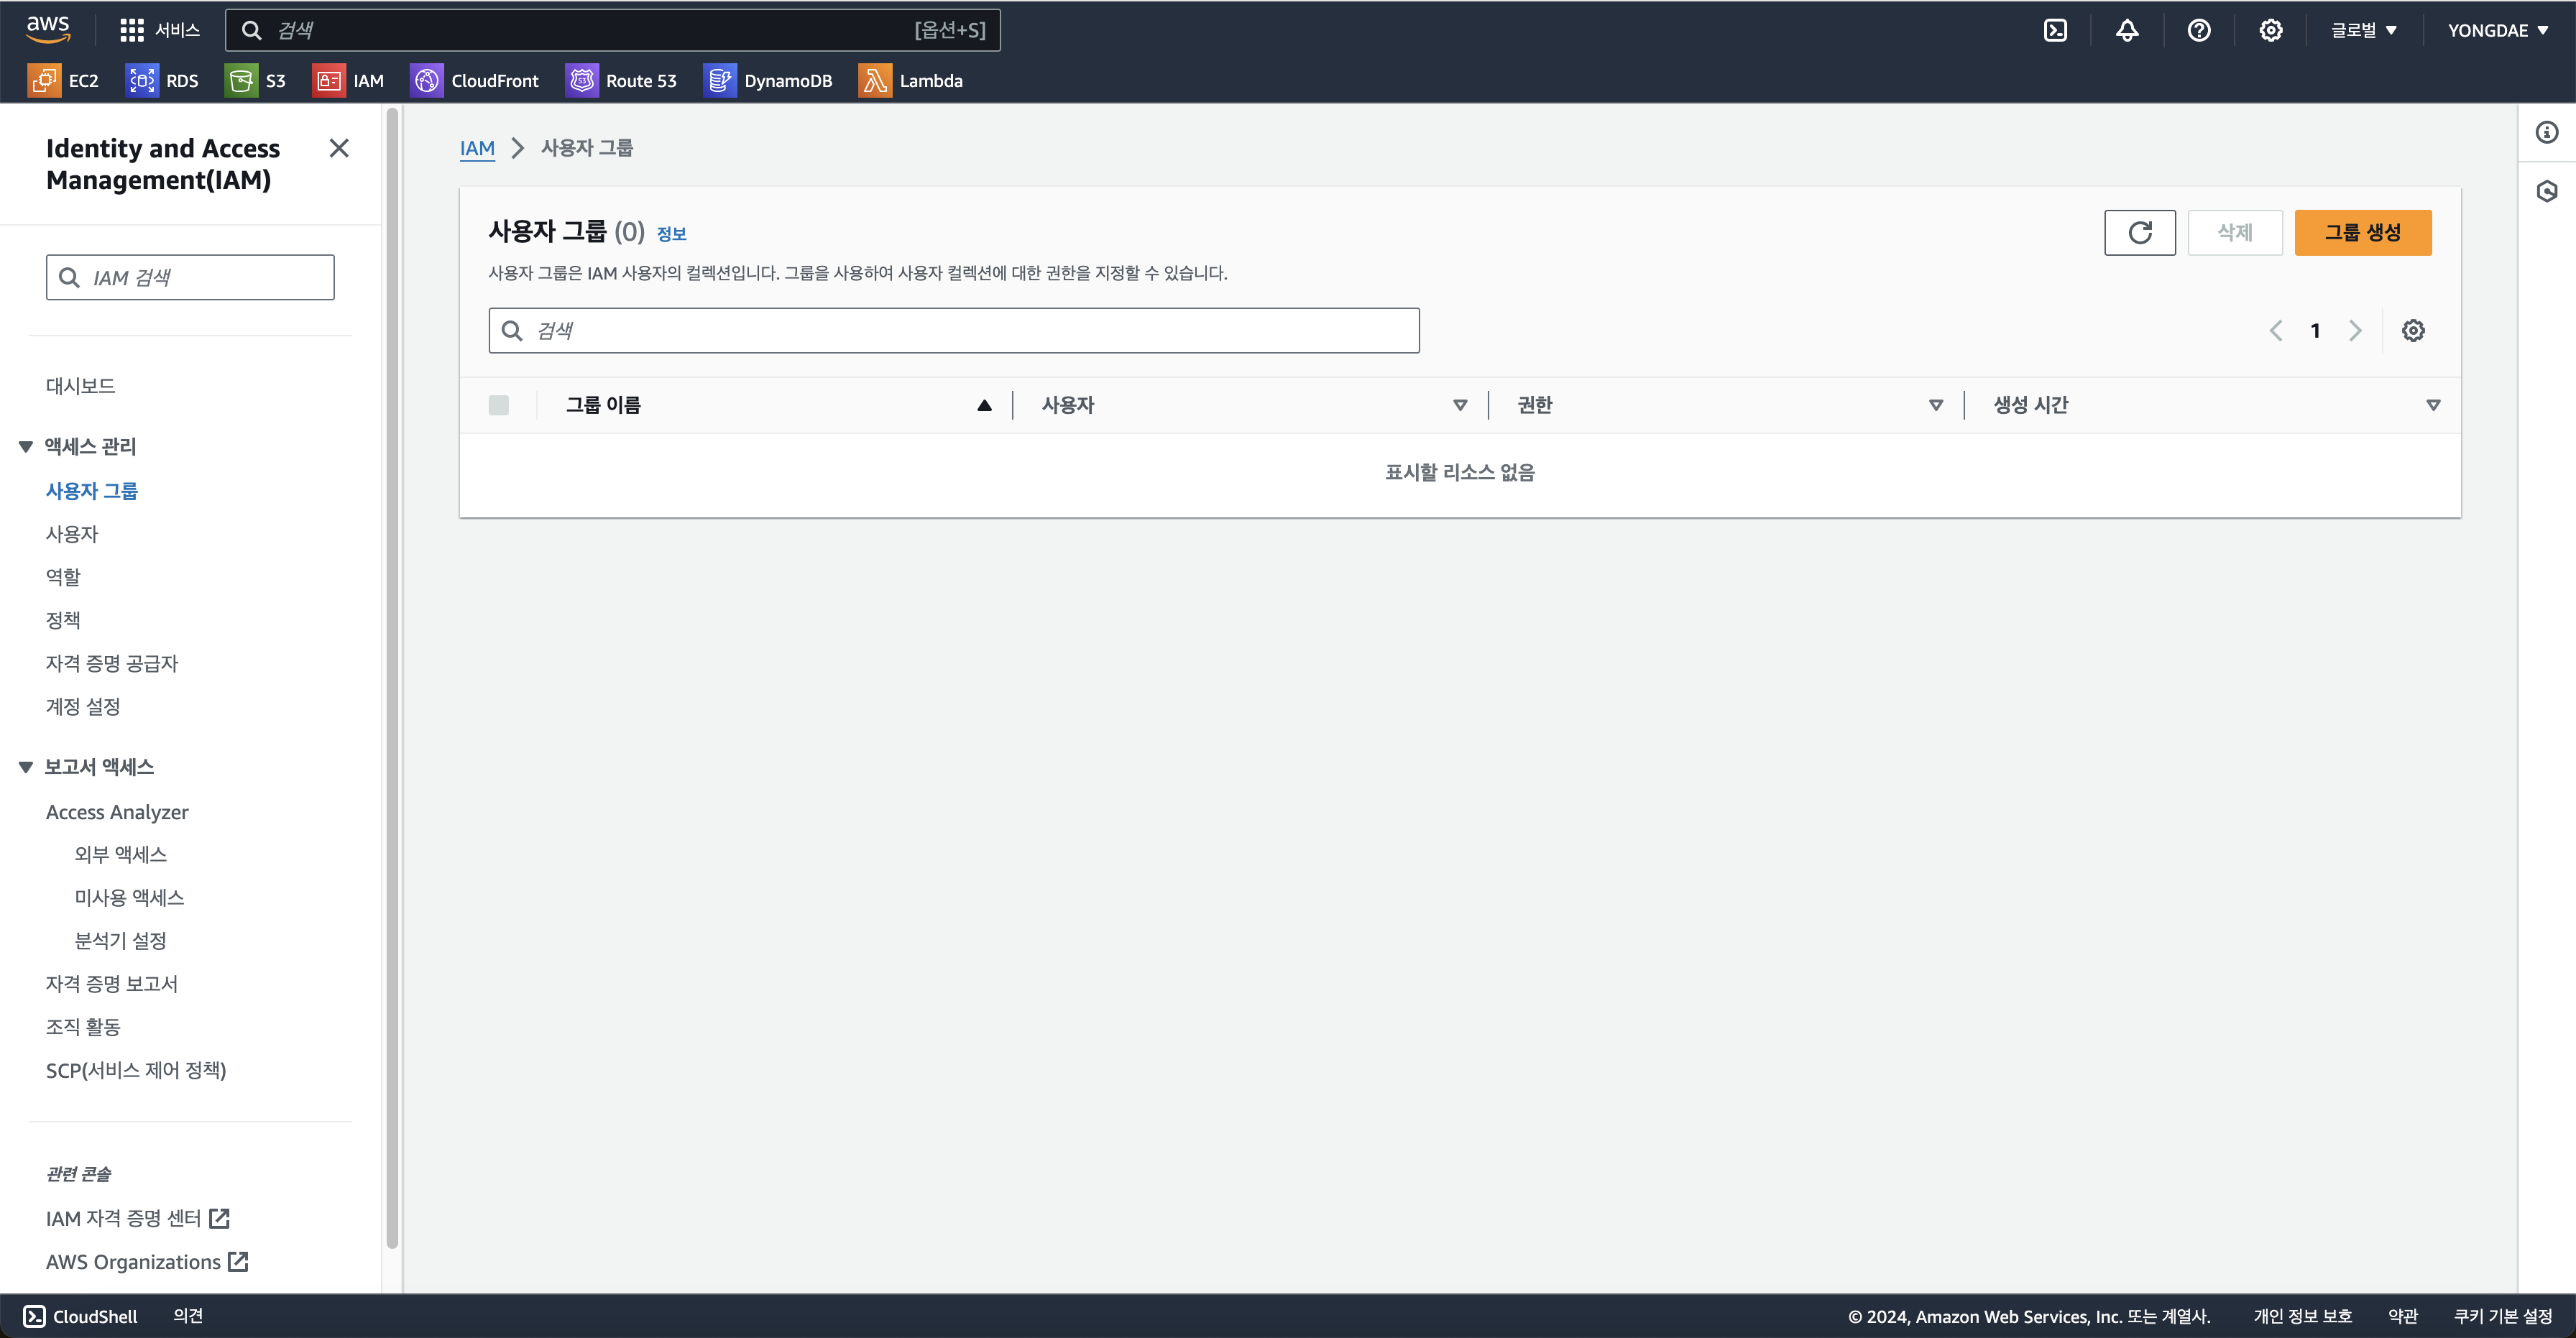 aws 서비스 검색 [옵션+S] 글로벌 YONGDAE
EC2 RDS S3 IAM CloudFront Route 53 DynamoDB Lambda
Identity and Access
Management(IAM)
IAM 검색
대시보드
액세스 관리
사용자 그룹
사용자
역할
정책
자격 증명 공급자
계정 설정
보고서 액세스
Access Analyzer
외부 액세스
미사용 액세스
분석기 설정
자격 증명 보고서
조직 활동
SCP(서비스 제어 정책)
관련 콘솔
IAM 자격 증명 센터
AWS Organizations
IAM 사용자 그룹
사용자 그룹 (0) 정보
삭제 그룹 생성
사용자 그룹은 IAM 사용자의 컬렉션입니다. 그룹을 사용하여 사용자 컬렉션에 대한 권한을 지정할 수 있습니다.
검색
1
그룹 이름 사용자 권한 생성 시간
표시할 리소스 없음
CloudShell 의견 © 2024, Amazon Web Services, Inc. 또는 계열사. 개인 정보 보호 약관 쿠키 기본 설정